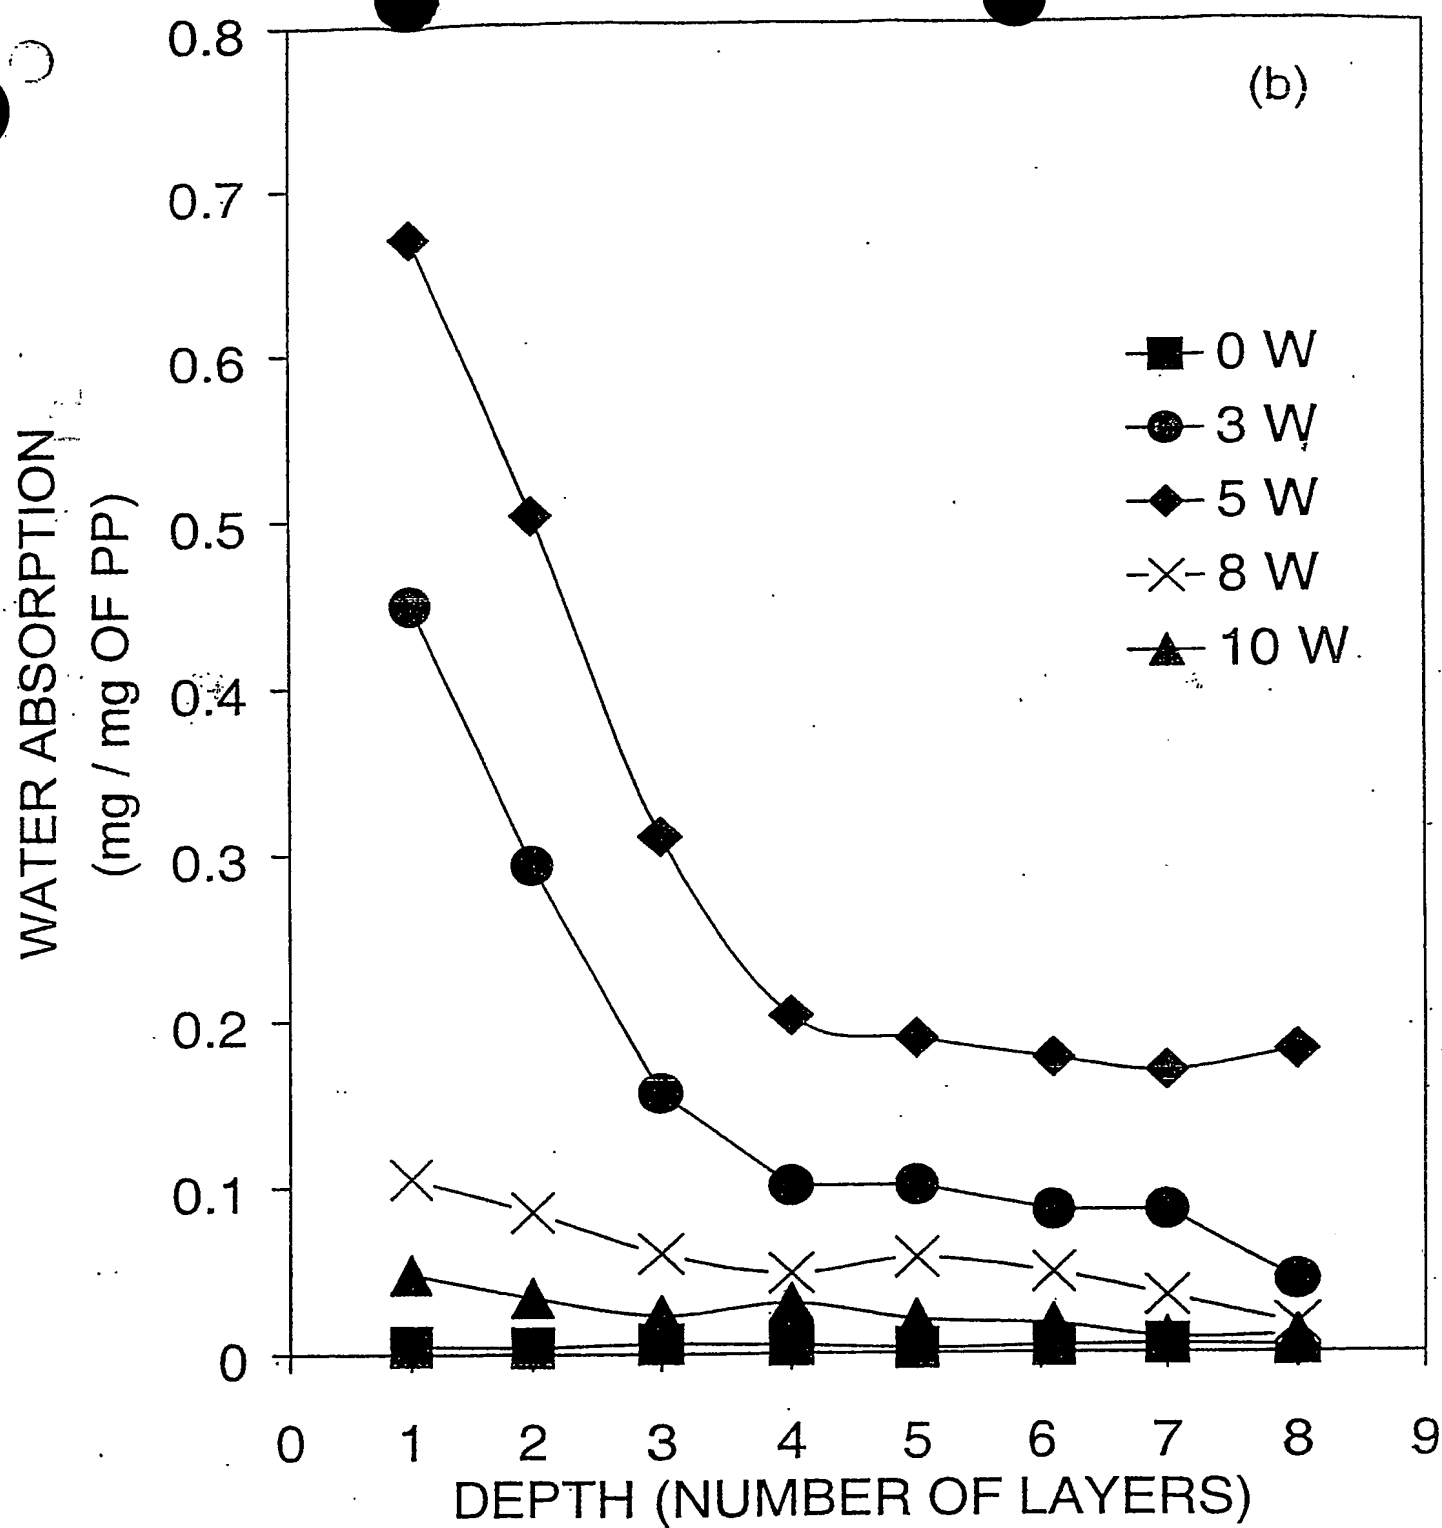 (b)
0.8
0.7
0.6
0.5
0.4
0.3
0.2
0.1
0
WATER ABSORPTION
(mg / mg OF PP)
0 W
3 W
5 W
8 W
10 W
0 1 2 3 4 5 6 7 8 9
DEPTH (NUMBER OF LAYERS)